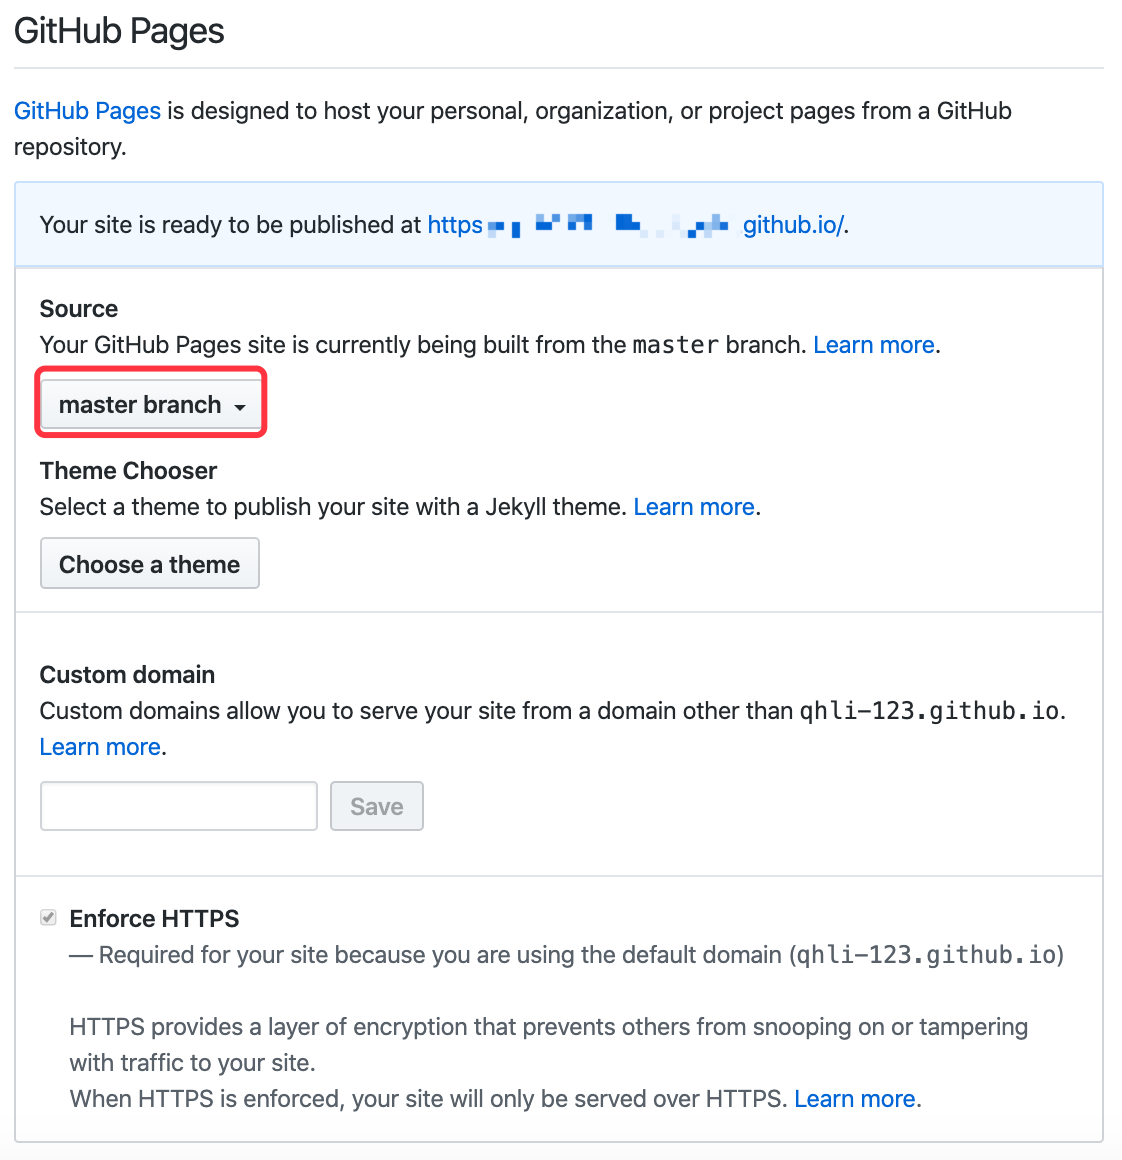 GitHub Pages
GitHub Pages is designed to host your personal, organization, or project pages from a GitHub
repository.
Your site is ready to be published at https github.io/.
Source
Your GitHub Pages site is currently being built from the master branch. Learn more.
master branch
Theme Chooser
Select a theme to publish your site with a Jekyll theme. Learn more.
Choose a theme
Custom domain
Custom domains allow you to serve your site from a domain other than qhli-123.github.io.
Learn more.
Save
Enforce HTTPS
— Required for your site because you are using the default domain (qhli-123.github.io)
HTTPS provides a layer of encryption that prevents others from snooping on or tampering
with traffic to your site.
When HTTPS is enforced, your site will only be served over HTTPS. Learn more.